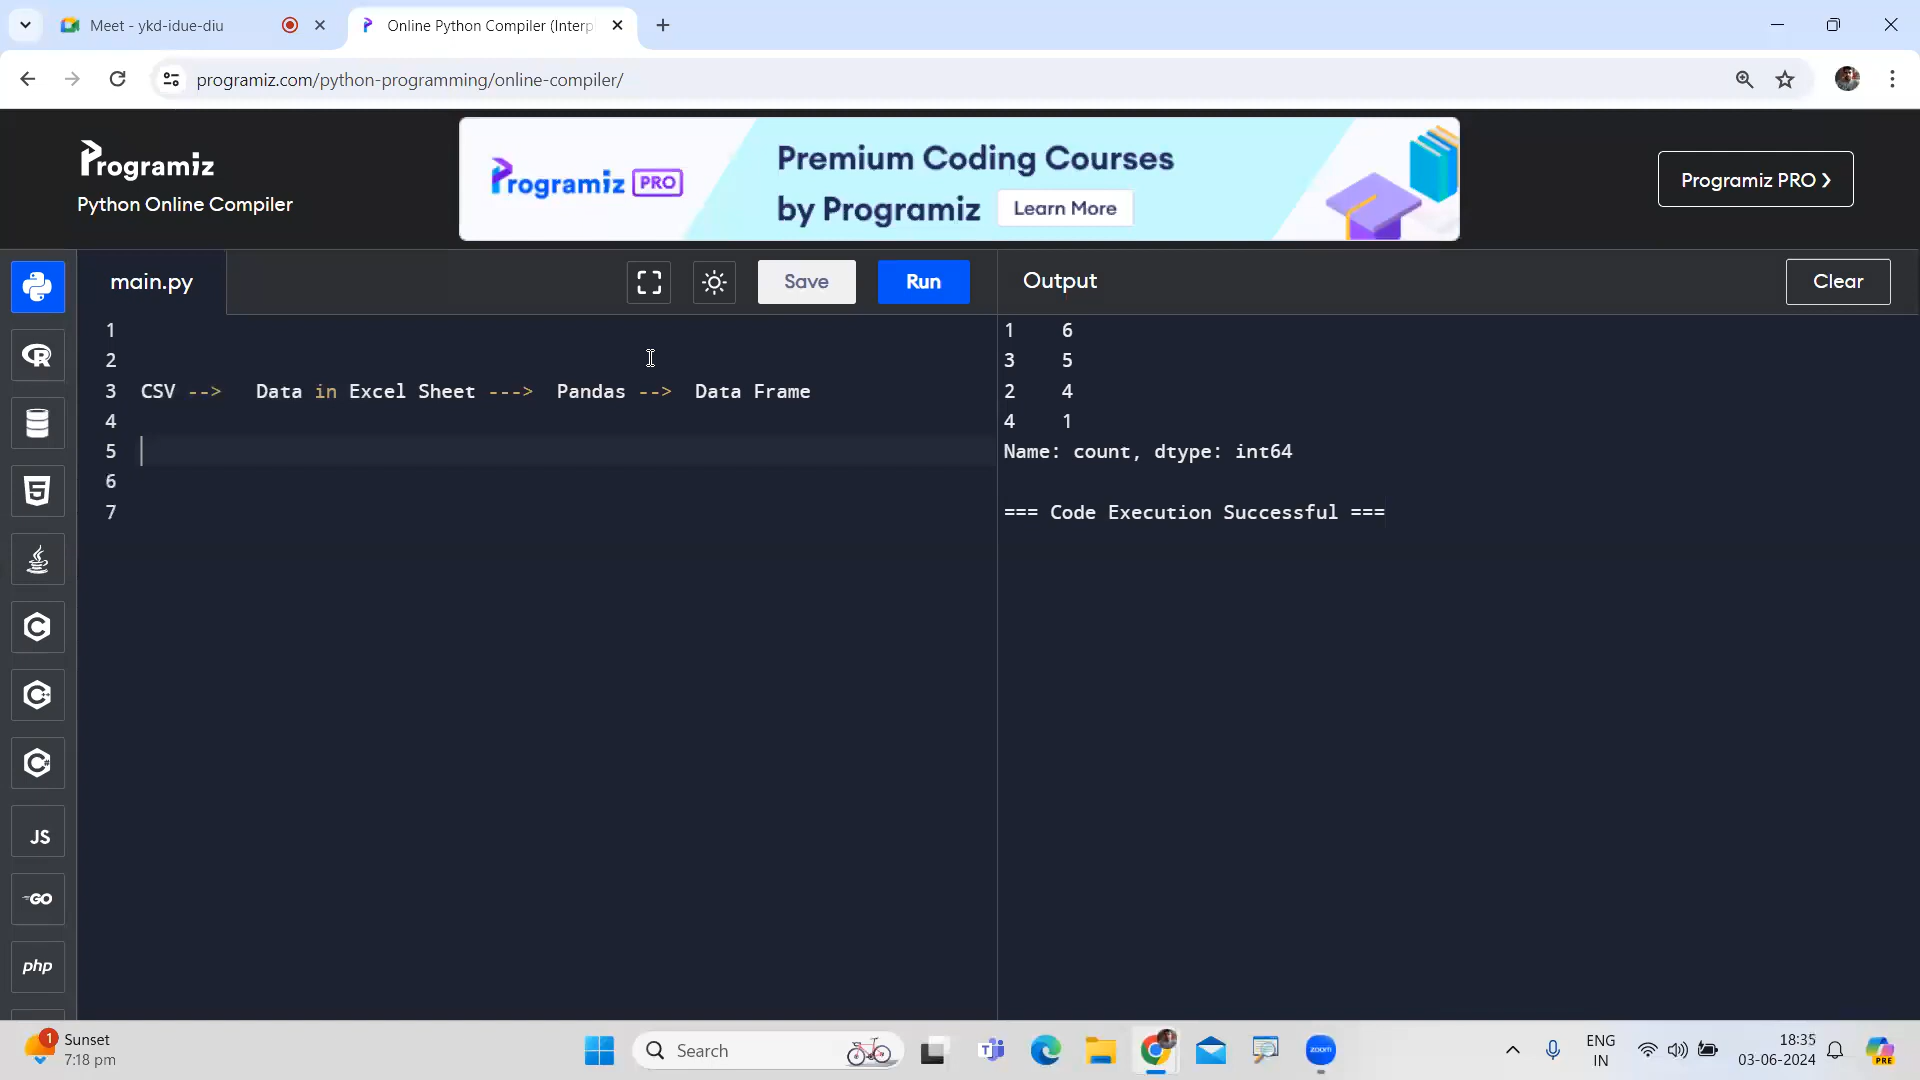 Meet - ykd-idue-diu
Online Python Compiler (Interp
programiz.com/python-programming/online-compiler/
Programiz
Python Online Compiler
Programiz PRO
Premium Coding Courses
by Programiz
Learn More
Programiz PRO ❯
main.py
Save
Run
Output
Clear
1
2
3 CSV -->   Data in Excel Sheet --->  Pandas -->  Data Frame
4
5
6
7
1    6
3    5
2    4
4    1
Name: count, dtype: int64
=== Code Execution Successful ===
R
5
C
C
C
JS
GO
php
1
Sunset
7:18 pm
Search
zoom
ENG
IN
18:35
03-06-2024
PRE